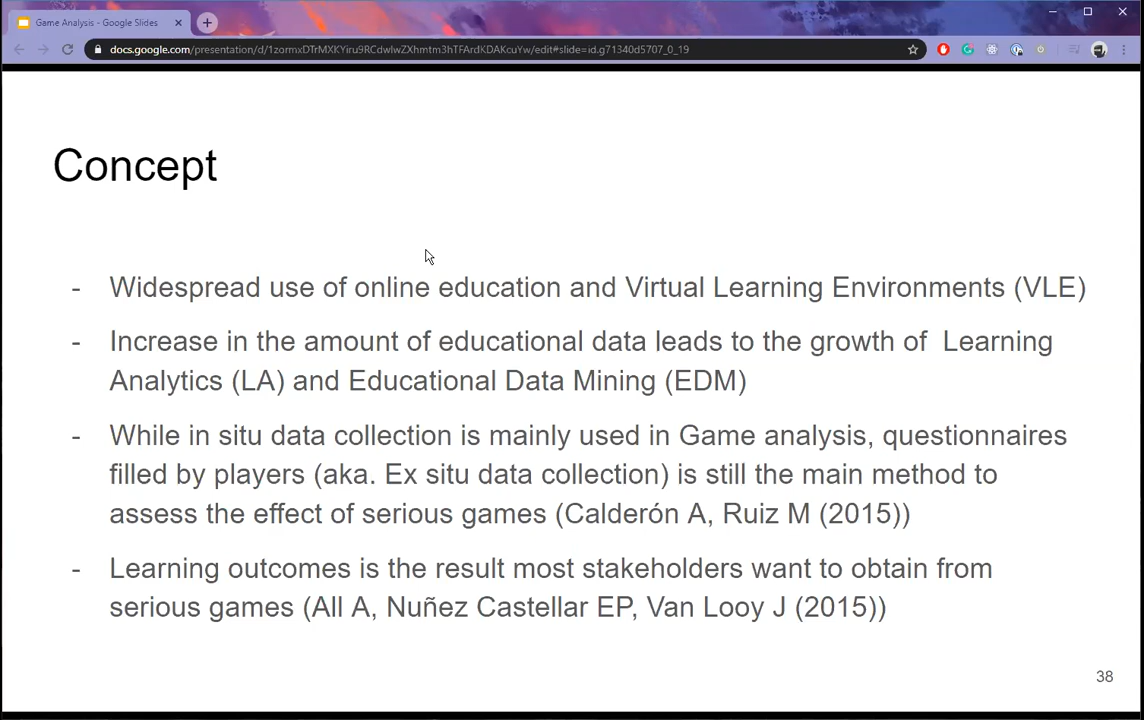 Game Analysis - Google Slides
docs.google.com/presentation/d/1zormxDTrMXKYiru9RCdwlwZXhmtm3hTFArdKDAKcuYw/edit#slide=id.g71340d5707_0_19
Concept
- Widespread use of online education and Virtual Learning Environments (VLE)
- Increase in the amount of educational data leads to the growth of Learning
Analytics (LA) and Educational Data Mining (EDM)
- While in situ data collection is mainly used in Game analysis, questionnaires
filled by players (aka. Ex situ data collection) is still the main method to
assess the effect of serious games (Calderón A, Ruiz M (2015))
- Learning outcomes is the result most stakeholders want to obtain from
serious games (All A, Nuñez Castellar EP, Van Looy J (2015))
38